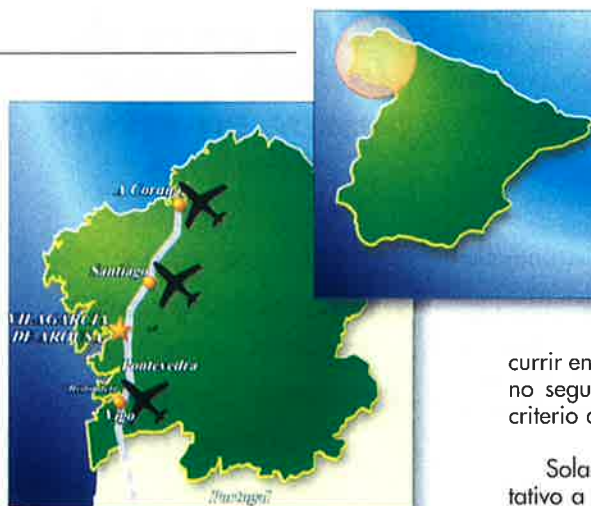 A Coruña
Santiago
VILAGARCIA
DE AROUSA
Pontevedra
Vigo
Portugal
currir en
no segu
criterio c
Sola
tativo a